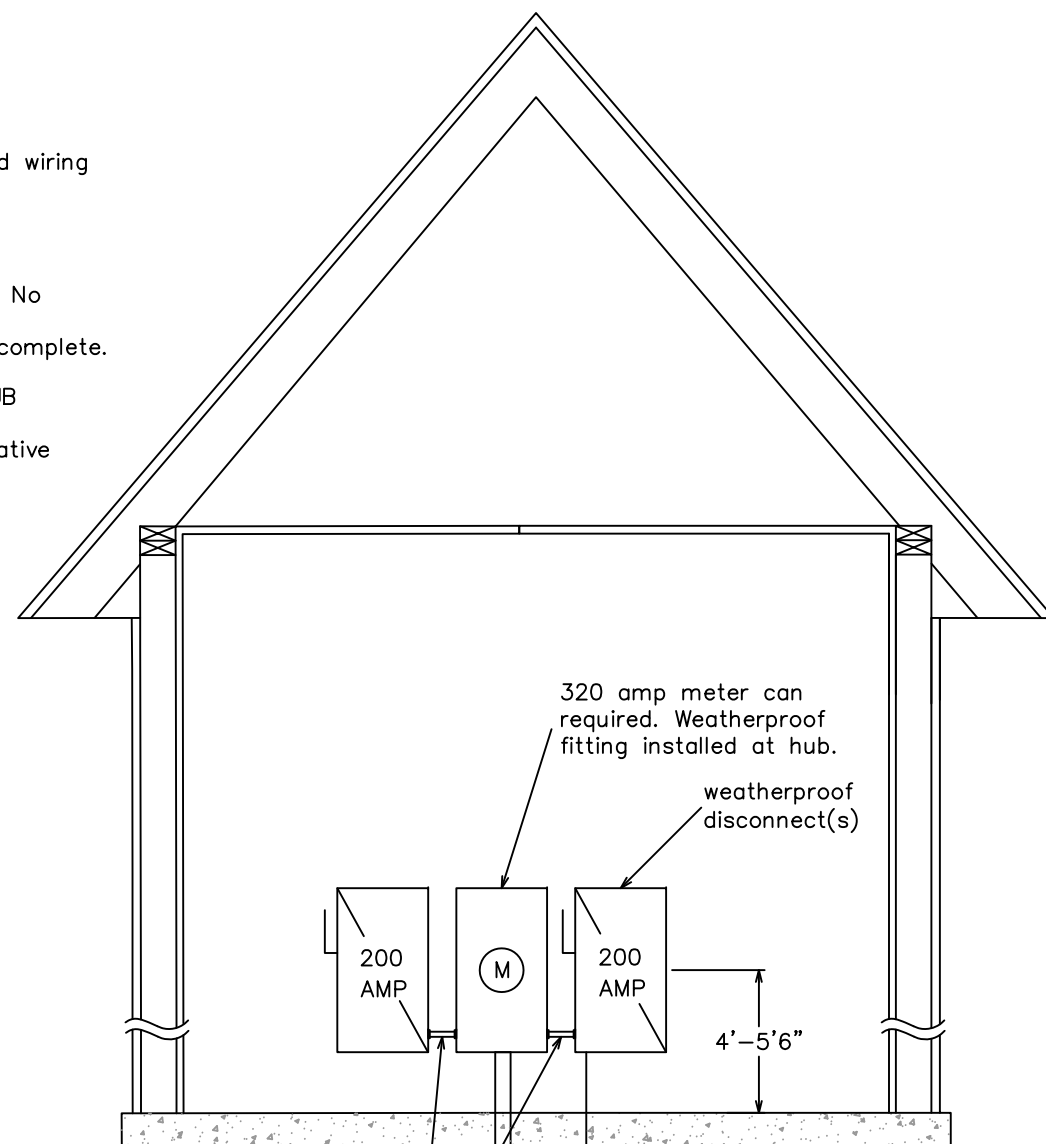 d wiring
No
complete.
UB
ative
320 amp meter can
required. Weatherproof
fitting installed at hub.
weatherproof
disconnect(s)
200
AMP
M
200
AMP
4'-5'6"